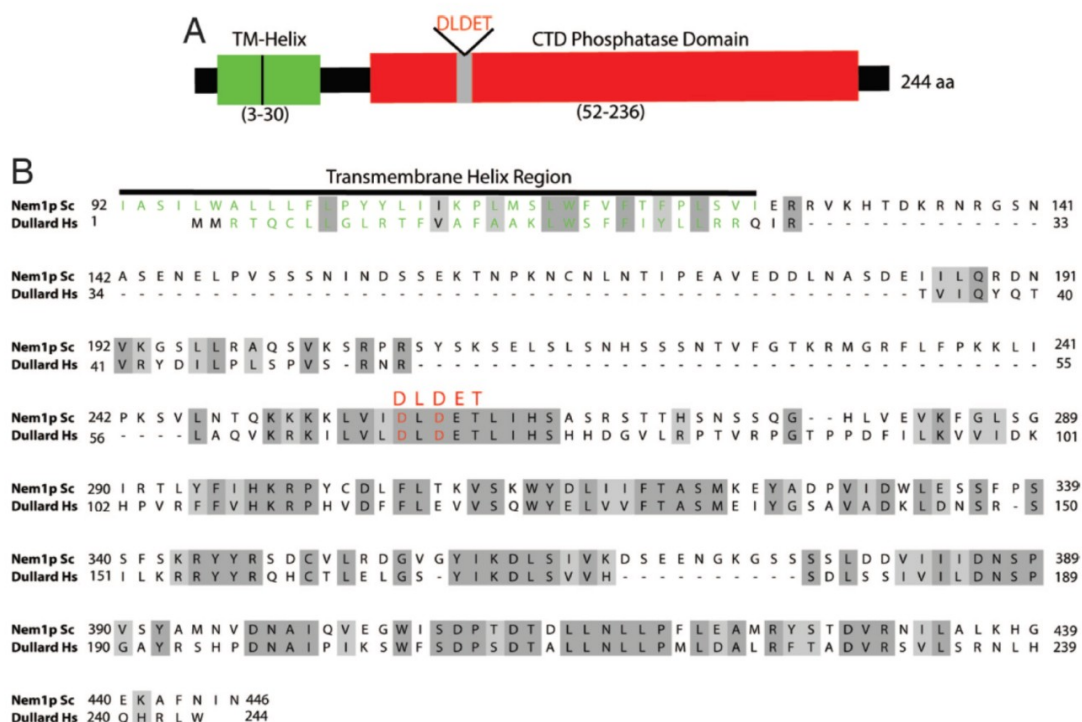 A
DLDET
TM-Helix
CTD Phosphatase Domain
244 aa
(3-30)
(52-236)
B
Transmembrane Helix Region
Nem1p Sc 92 I A S I L W A L L L F L P Y Y L I I K P L M S L W F V F T F P L S V I E R R V K H T D K R N R G S N 141
Dullard Hs 1 M M R T Q C L L G L R T F V A F A A K L W S F F I Y L L R R Q I R - - - - - - - - - - - - - 33
Nem1p Sc 142 A S E N E L P V S S S N I N D S S E K T N P K N C N L N T I P E A V E D D L N A S D E I I L Q R D N 191
Dullard Hs 34 - - - - - - - - - - - - - - - - - - - - - - - - - - - - - - - - - - - - - - - - - - - T V I Q Y Q T 40
Nem1p Sc 192 V K G S L L R A Q S V K S R P R S Y S K S E L S L S N H S S S N T V F G T K R M G R F L F P K K L I 241
Dullard Hs 41 V R Y D I L P L S P V S - R N R - - - - - - - - - - - - - - - - - - - - - - - - - - - - - - - - - - 55
D L D E T
Nem1p Sc 242 P K S V L N T Q K K K K L V I D L D E T L I H S A S R S T T H S N S S Q G - - H L V E V K F G L S G 289
Dullard Hs 56 - - - - L A Q V K R K I L V L D L D E T L I H S H H D G V L R P T V R P G T P P D F I L K V V I D K 101
Nem1p Sc 290 I R T L Y F I H K R P Y C D L F L T K V S K W Y D L I I F T A S M K E Y A D P V I D W L E S S F P S 339
Dullard Hs 102 H P V R F F V H K R P H V D F F L E V V S Q W Y E L V V F T A S M E I Y G S A V A D K L D N S R - S 150
Nem1p Sc 340 S F S K R Y Y R S D C V L R D G V G Y I K D L S I V K D S E E N G K G S S S S L D D V I I I D N S P 389
Dullard Hs 151 I L K R R Y Y R Q H C T L E L G S - Y I K D L S V V H - - - - - - - - - - S D L S S I V I L D N S P 189
Nem1p Sc 390 V S Y A M N V D N A I Q V E G W I S D P T D T D L L N L L P F L E A M R Y S T D V R N I L A L K H G 439
Dullard Hs 190 G A Y R S H P D N A I P I K S W F S D P S D T A L L N L L P M L D A L R F T A D V R S V L S R N L H 239
Nem1p Sc 440 E K A F N I N 446
Dullard Hs 240 Q H R L W 244